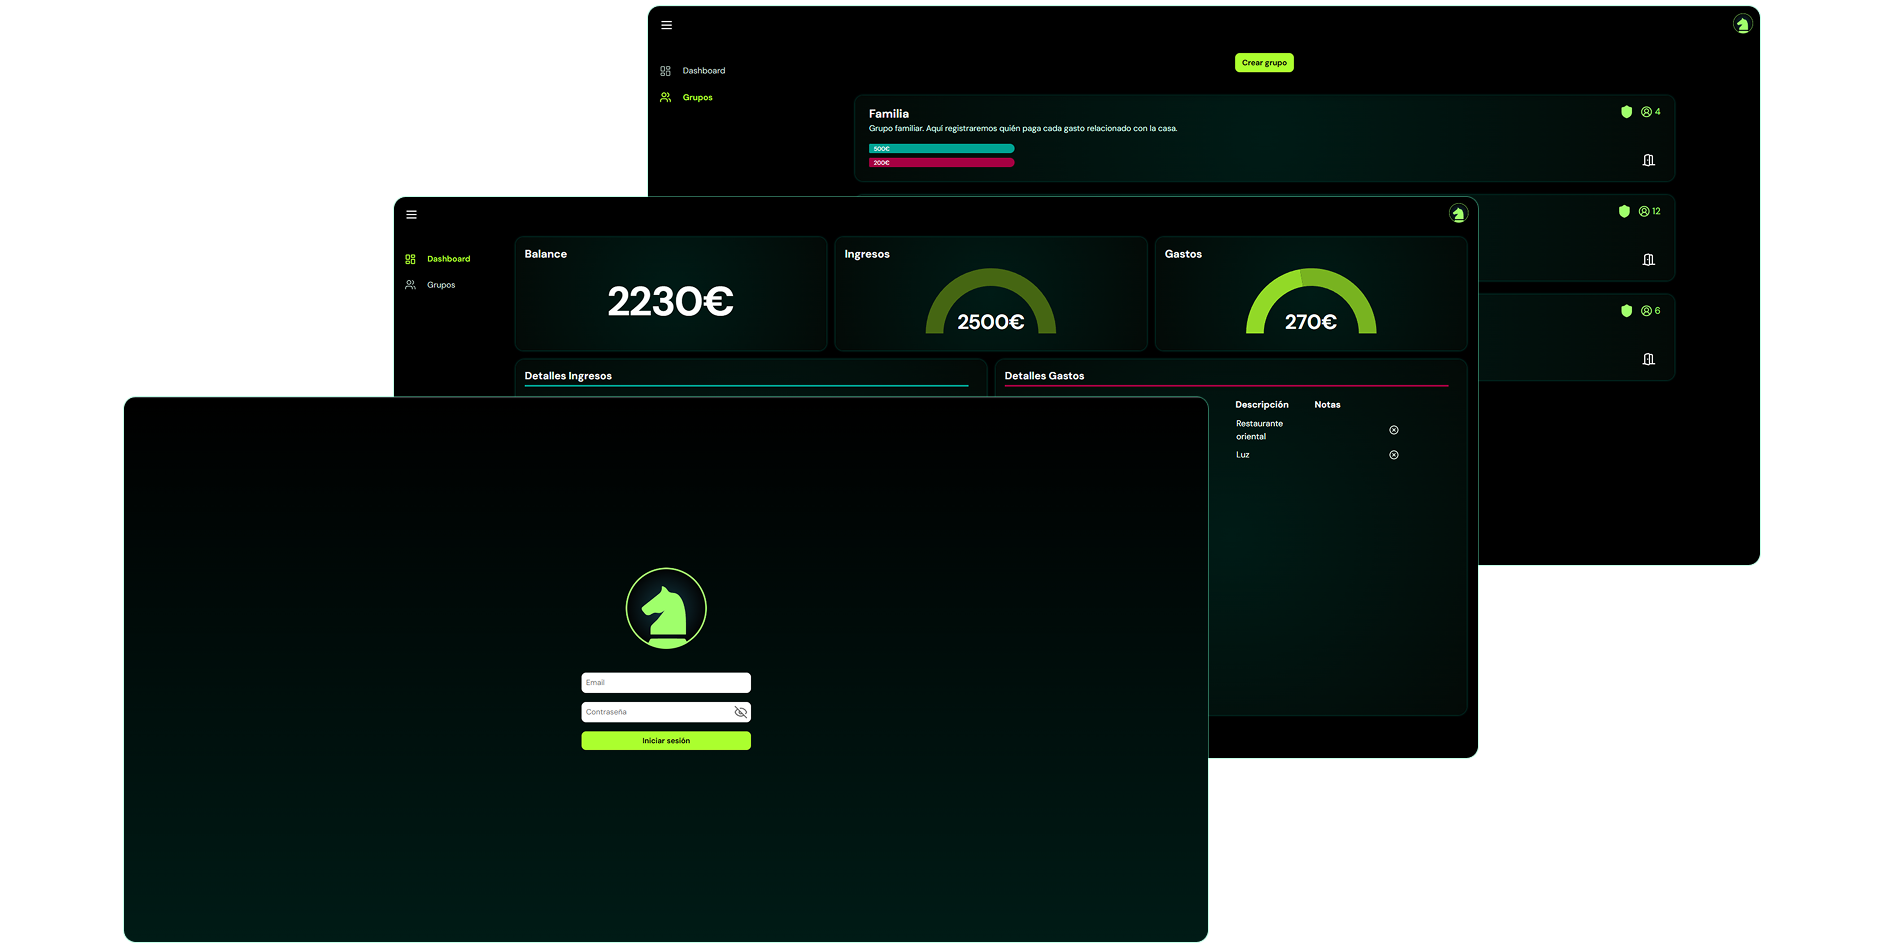 Dashboard
Grupos
Crear grupo
Familia
4
Grupo familiar. Aquí registraremos quién paga cada gasto relacionado con la casa.
500€
200€
12
6
Dashboard
Grupos
Balance
2230€
Ingresos
2500€
Gastos
270€
Detalles Ingresos
Detalles Gastos
Descripción Notas
Restaurante
oriental
Luz
Email
Contraseña
Iniciar sesión